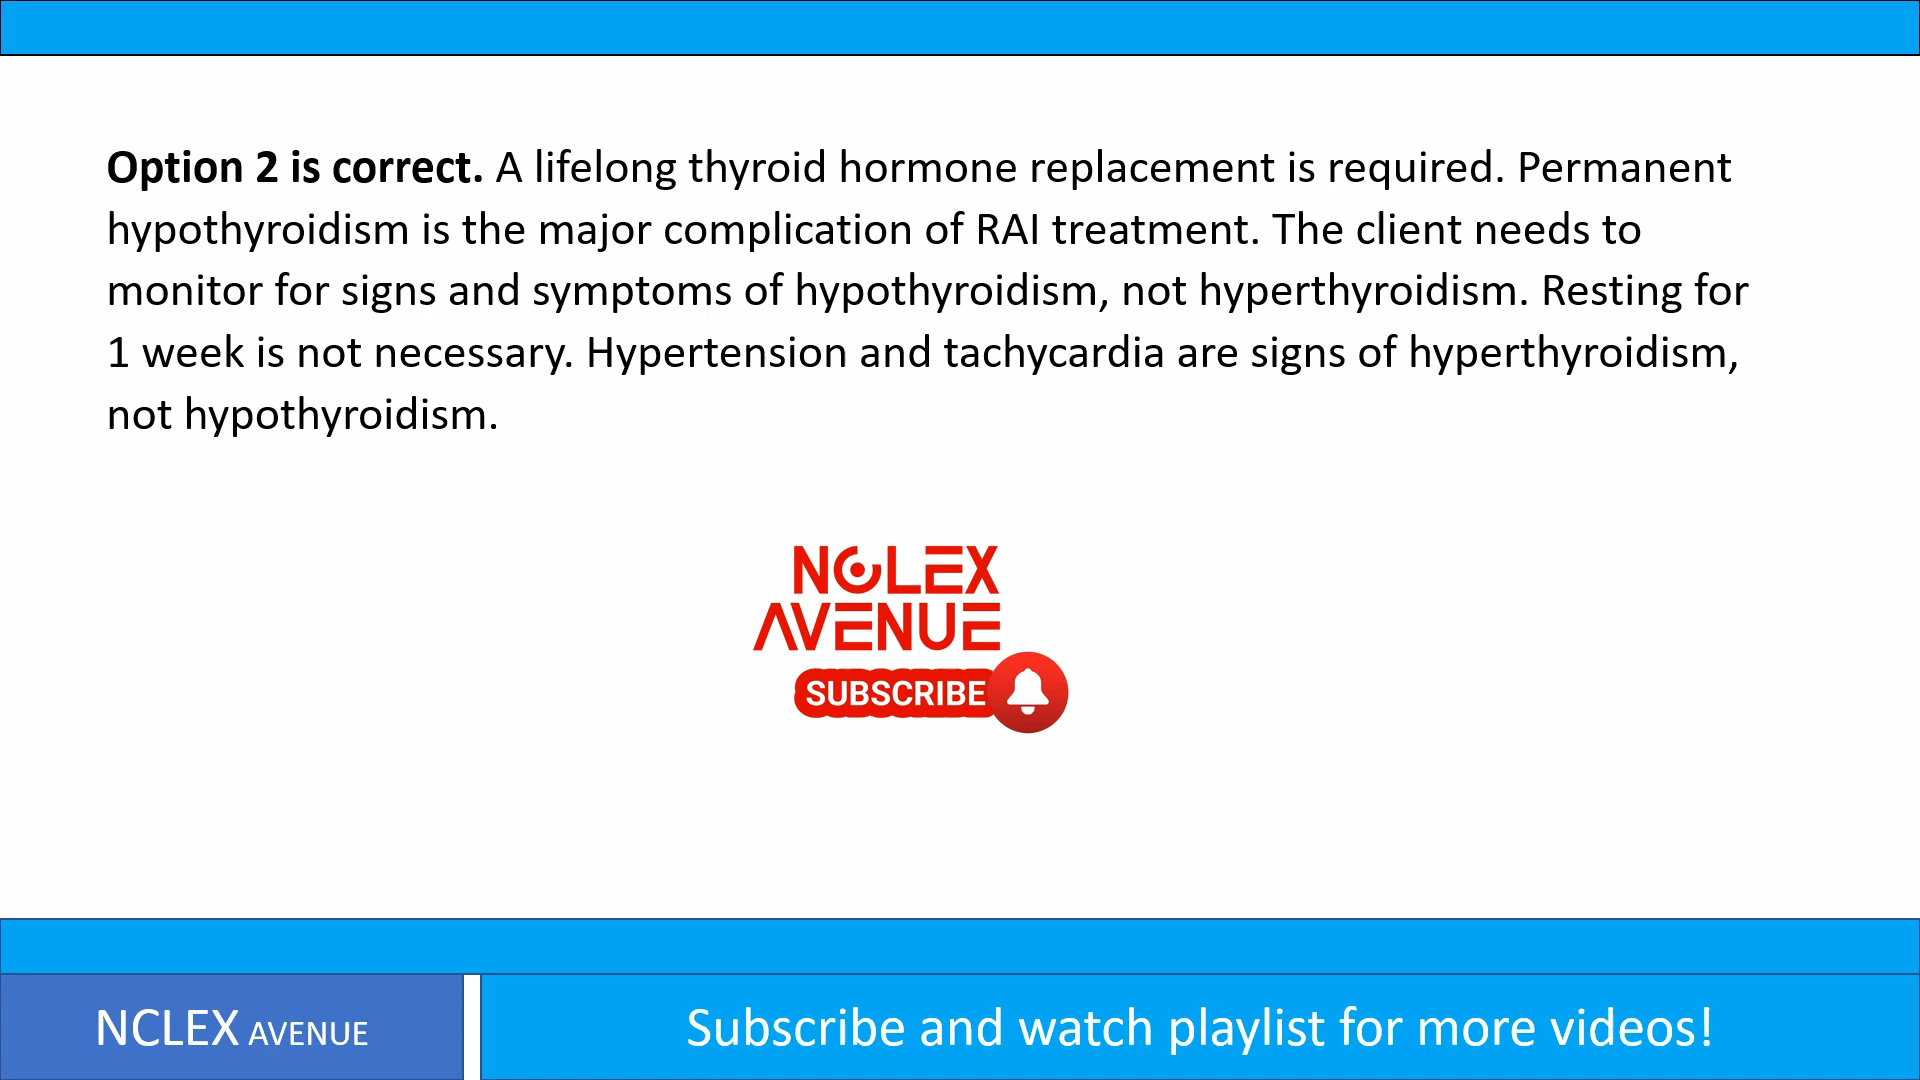 Option 2 is correct. A lifelong thyroid hormone replacement is required. Permanent
hypothyroidism is the major complication of RAI treatment. The client needs to
monitor for signs and symptoms of hypothyroidism, not hyperthyroidism. Resting for
1 week is not necessary. Hypertension and tachycardia are signs of hyperthyroidism,
not hypothyroidism.
NCLEX
AVENUE
SUBSCRIBE
NCLEX AVENUE
Subscribe and watch playlist for more videos!